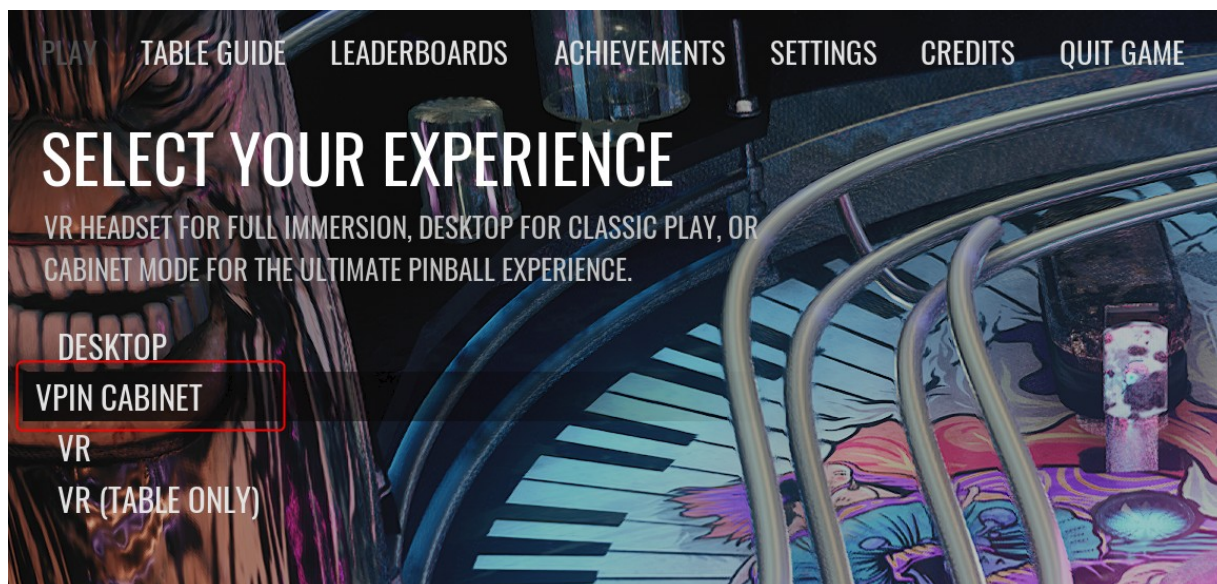 PLAY TABLE GUIDE LEADERBOARDS ACHIEVEMENTS SETTINGS CREDITS QUIT GAME
SELECT YOUR EXPERIENCE
VR HEADSET FOR FULL IMMERSION, DESKTOP FOR CLASSIC PLAY, OR
CABINET MODE FOR THE ULTIMATE PINBALL EXPERIENCE.
DESKTOP
VPIN CABINET
VR
VR (TABLE ONLY)